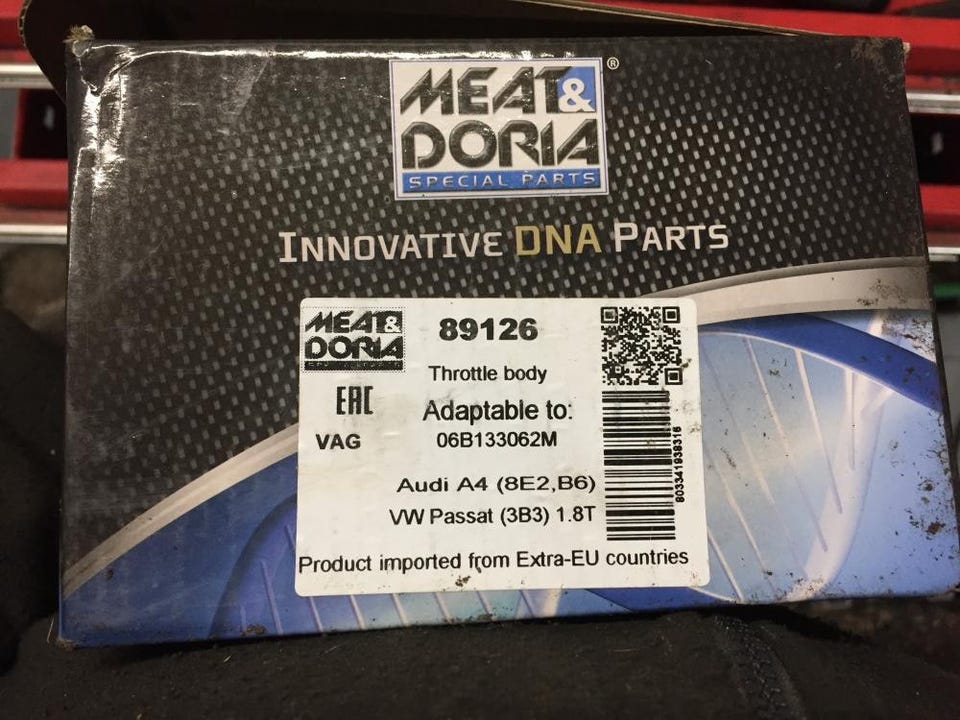 MEAT&
DORIA
®
SPECIAL PARTS
INNOVATIVE DNA PARTS
MEAT&
DORIA
89126
Throttle body
EAC
Adaptable to:
VAG
06B133062M
Audi A4 (8E2,B6)
VW Passat (3B3) 1.8T
Product imported from Extra-EU countries